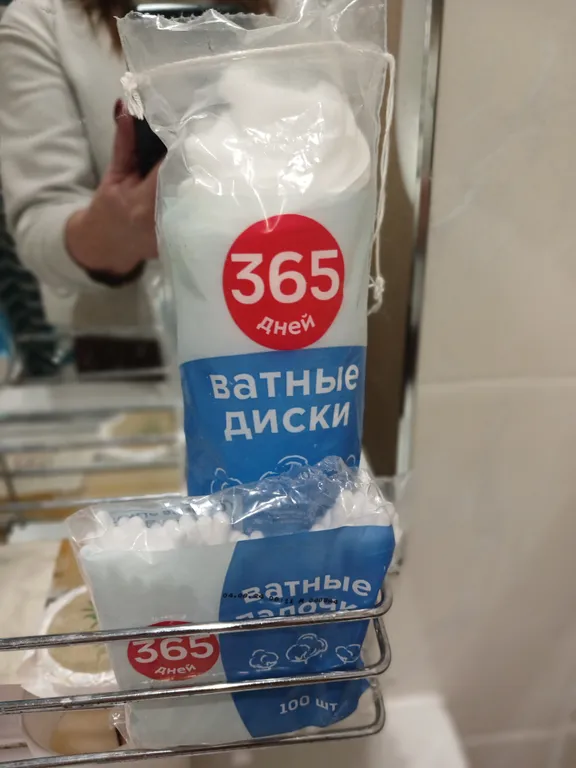 365
дней
ватные
диски
ватные
палочк
365
дней
100 шт